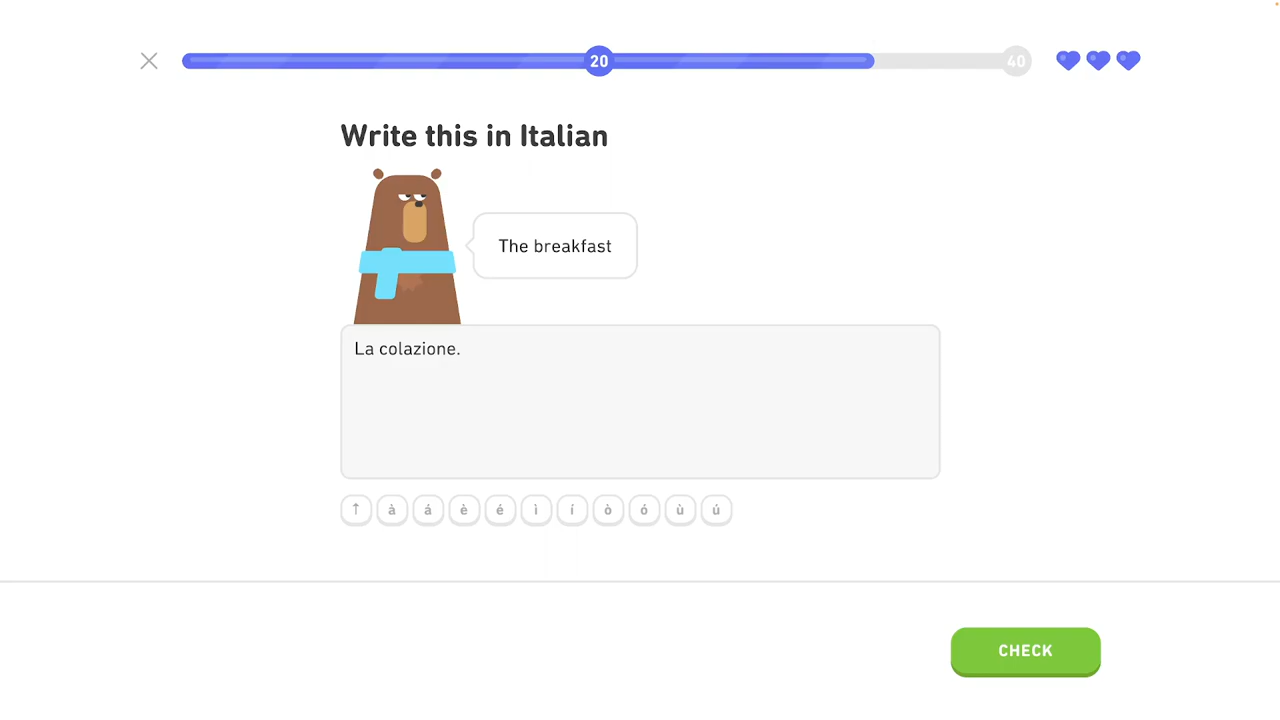 20
40
Write this in Italian
The breakfast
La colazione.
↑ à á è é ì í ò ó ù ú
CHECK